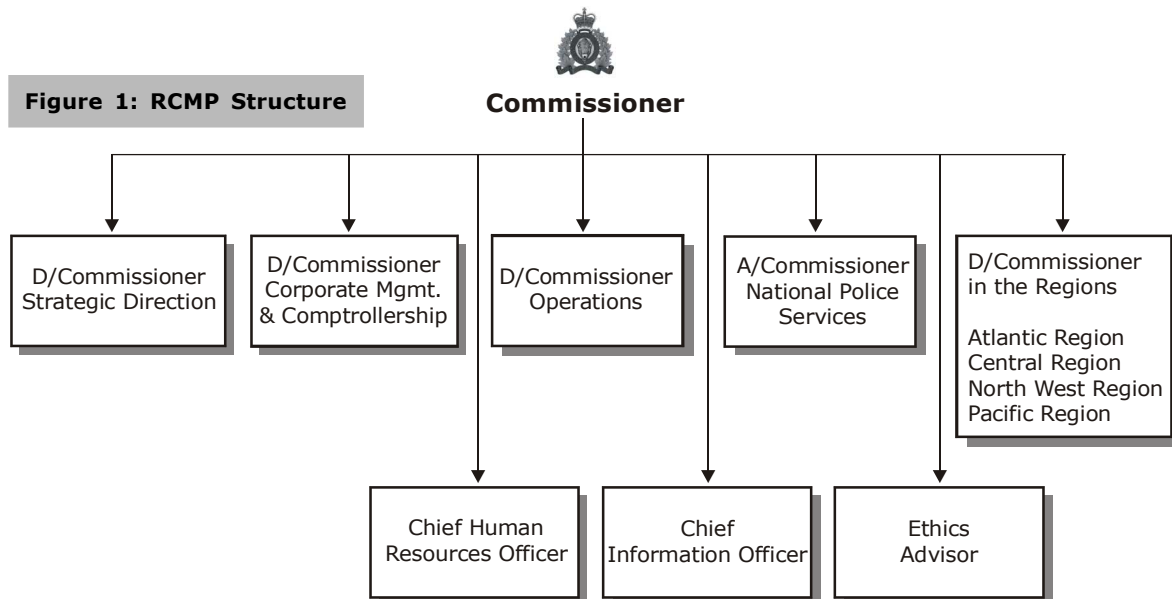 Figure 1: RCMP Structure
Commissioner
D/Commissioner
Strategic Direction
D/Commissioner
Corporate Mgmt.
& Comptrollership
D/Commissioner
Operations
A/Commissioner
National Police
Services
D/Commissioner
in the Regions
Atlantic Region
Central Region
North West Region
Pacific Region
Chief Human
Resources Officer
Chief
Information Officer
Ethics
Advisor